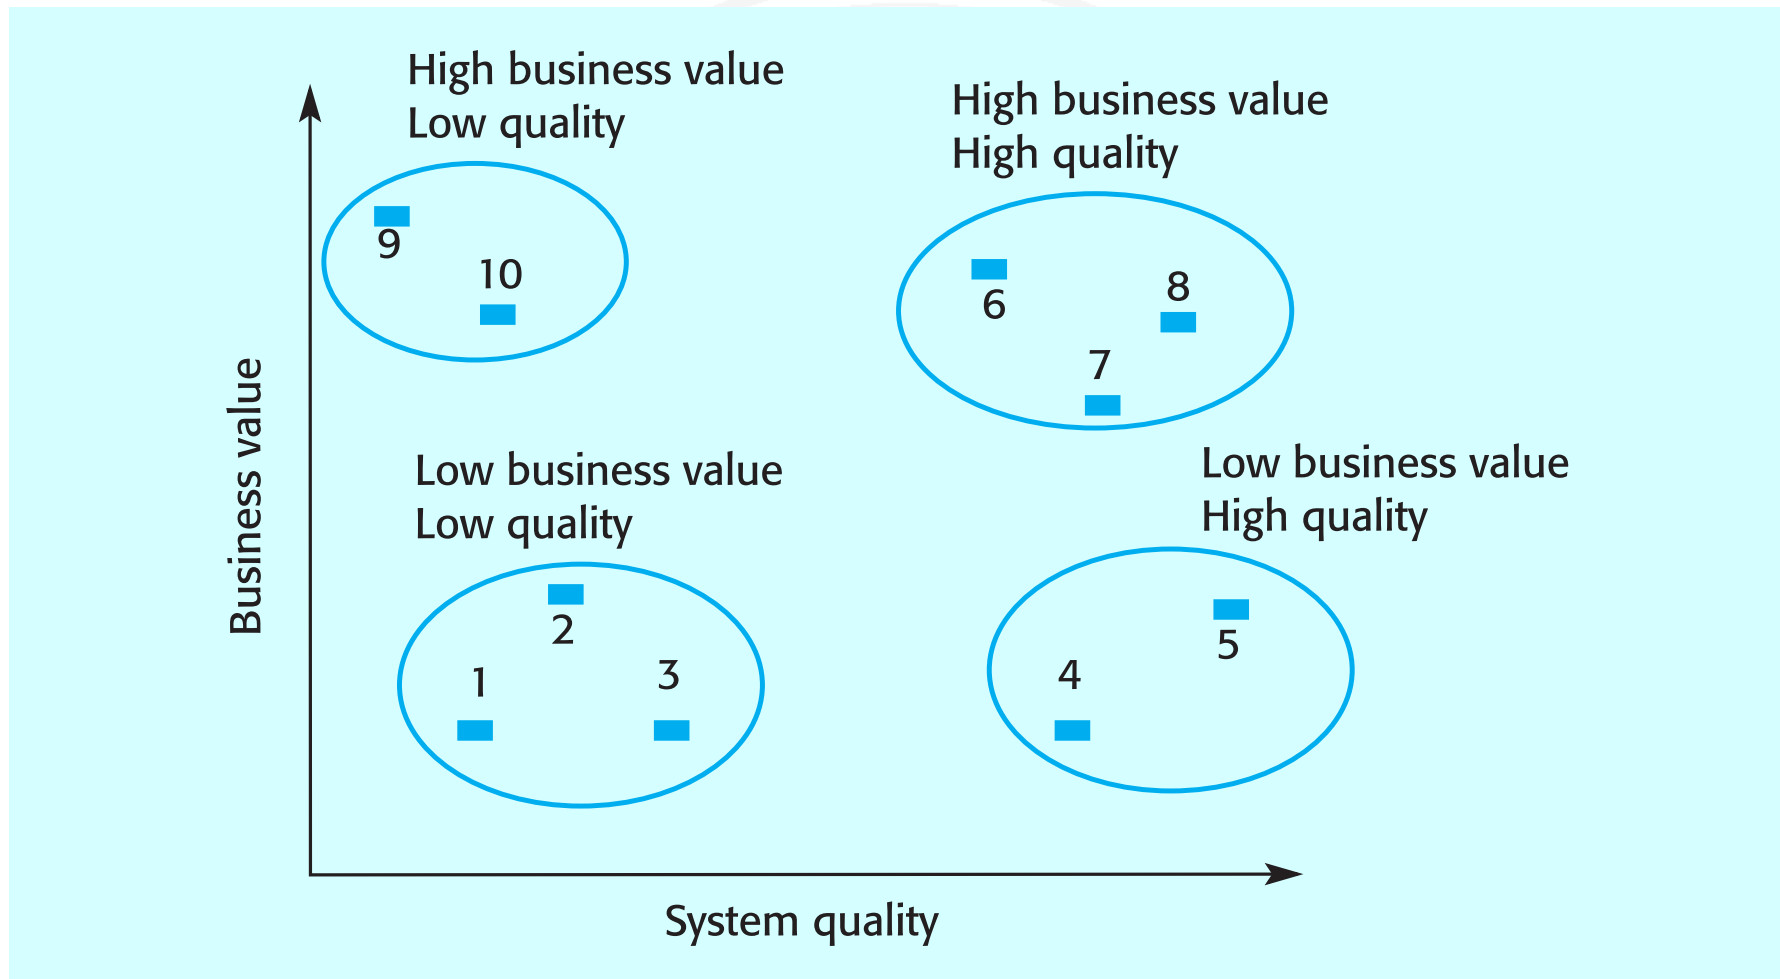 High business value
Low quality
High business value
High quality
9
10
6
8
7
Business value
Low business value
Low quality
Low business value
High quality
2
1
3
5
4
System quality